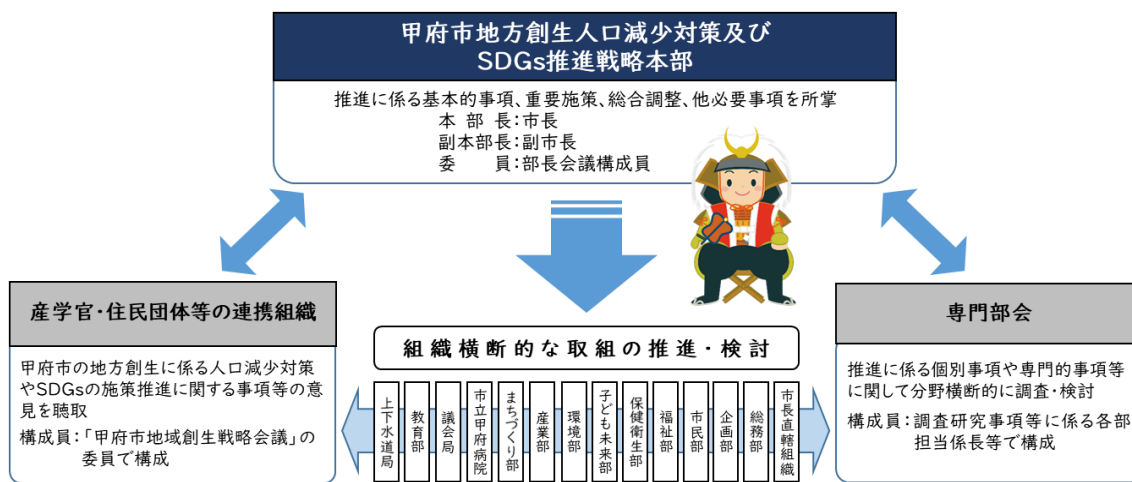 甲府市地方創生人口減少対策及び
SDGs推進戦略本部
推進に係る基本的事項、重要施策、総合調整、他必要事項を所掌
本 部 長：市長
副本部長：副市長
委　　員：部長会議構成員
産学官・住民団体等の連携組織
甲府市の地方創生に係る人口減少対策
やSDGsの施策推進に関する事項等の意
見を聴取
構成員：「甲府市地域創生戦略会議」の
委員で構成
組織横断的な取組の推進・検討
上下水道局
教育部
議会局
市立甲府病院
まちづくり部
産業部
環境部
子ども未来部
保健衛生部
福祉部
市民部
企画部
総務部
市長直轄組織
専門部会
推進に係る個別事項や専門的事項等
に関して分野横断的に調査・検討
構成員：調査研究事項等に係る各部
担当係長等で構成